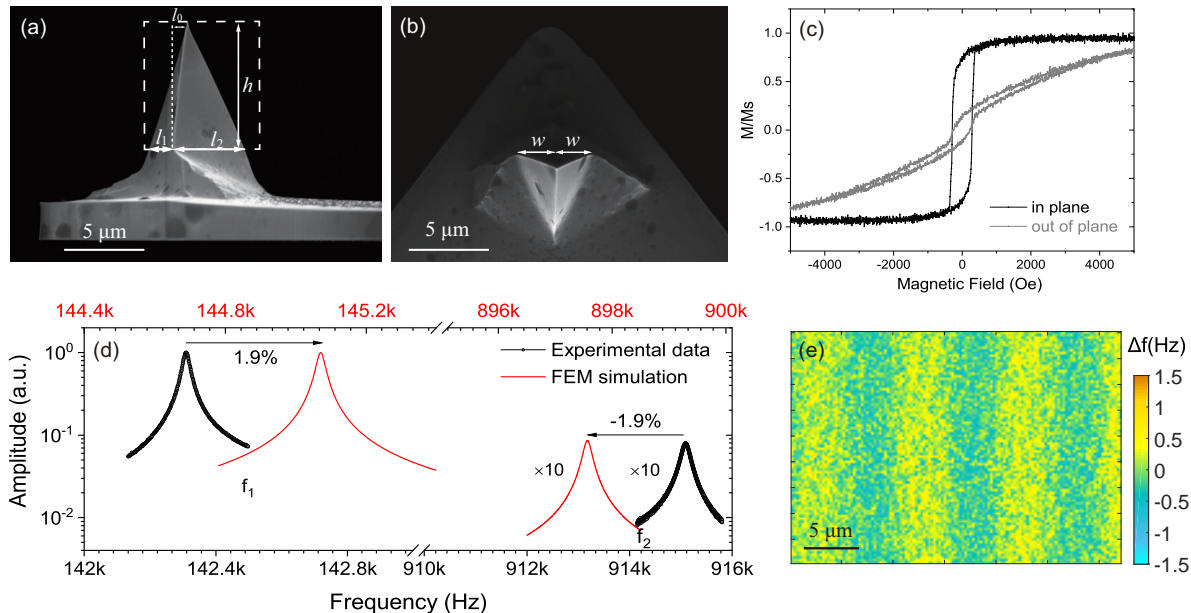 (a)
l0
h
l1
l2
5 μm
(b)
w w
5 μm
(c)
1.0
0.5
0.0
-0.5
-1.0
M/Ms
in plane
out of plane
-4000 -2000 0 2000 4000
Magnetic Field (Oe)
144.4k 144.8k 145.2k 896k 898k 900k
(d)
1.9%
Experimental data
FEM simulation
-1.9%
×10 ×10
f1
f2
10^0
10^-1
10^-2
Amplitude (a.u.)
142k 142.4k 142.8k 910k 912k 914k 916k
Frequency (Hz)
(e)
5 μm
Δf(Hz)
1.5
1.0
0.5
0
-0.5
-1.0
-1.5